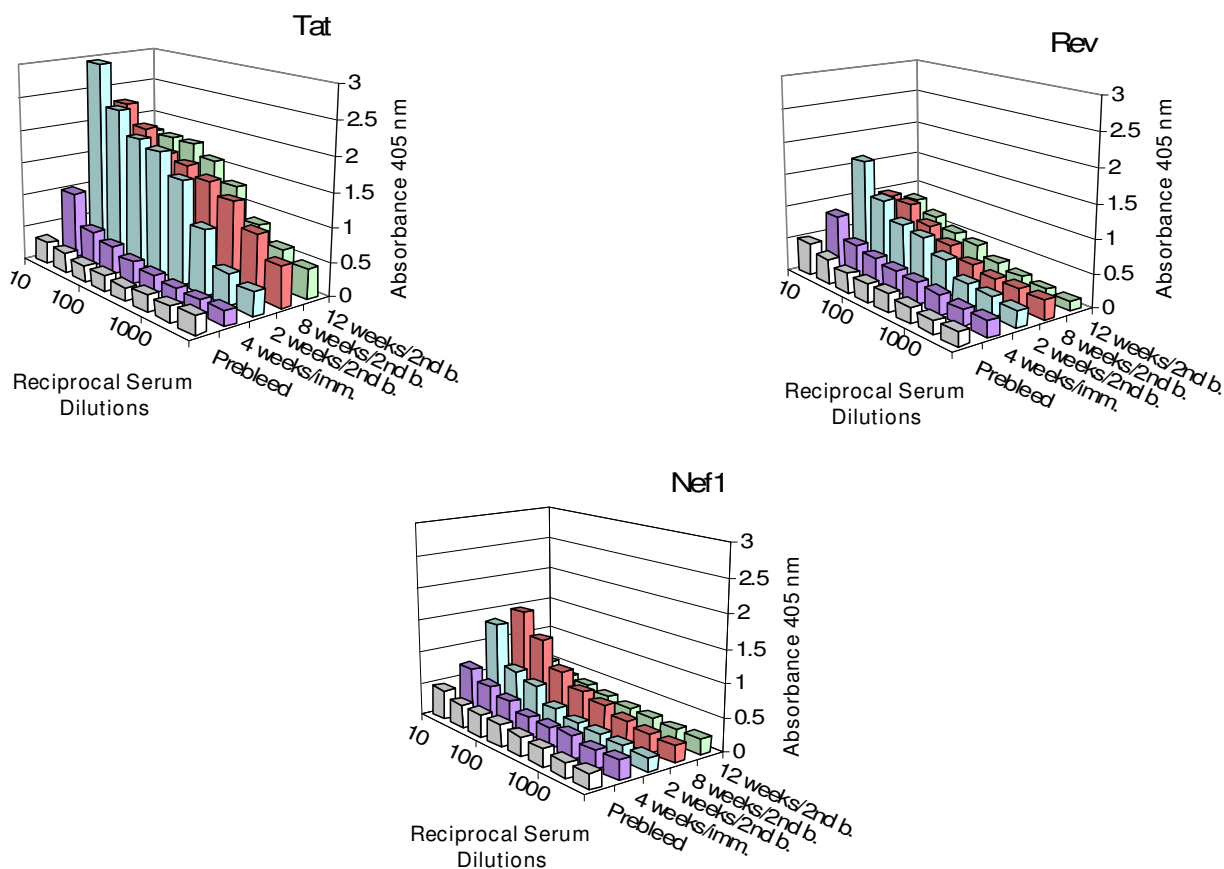 Tat
3
2.5
2
1.5
1
0.5
0
Absorbance 405 nm
10
100
1000
Reciprocal Serum
Dilutions
12 weeks/2nd b.
8 weeks/2nd b.
2 weeks/2nd b.
4 weeks/imm.
Prebleed
Rev
3
2.5
2
1.5
1
0.5
0
Absorbance 405 nm
10
100
1000
Reciprocal Serum
Dilutions
12 weeks/2nd b.
8 weeks/2nd b.
2 weeks/2nd b.
4 weeks/imm.
Prebleed
Nef1
3
2.5
2
1.5
1
0.5
0
Absorbance 405 nm
10
100
1000
Reciprocal Serum
Dilutions
12 weeks/2nd b.
8 weeks/2nd b.
2 weeks/2nd b.
4 weeks/imm.
Prebleed